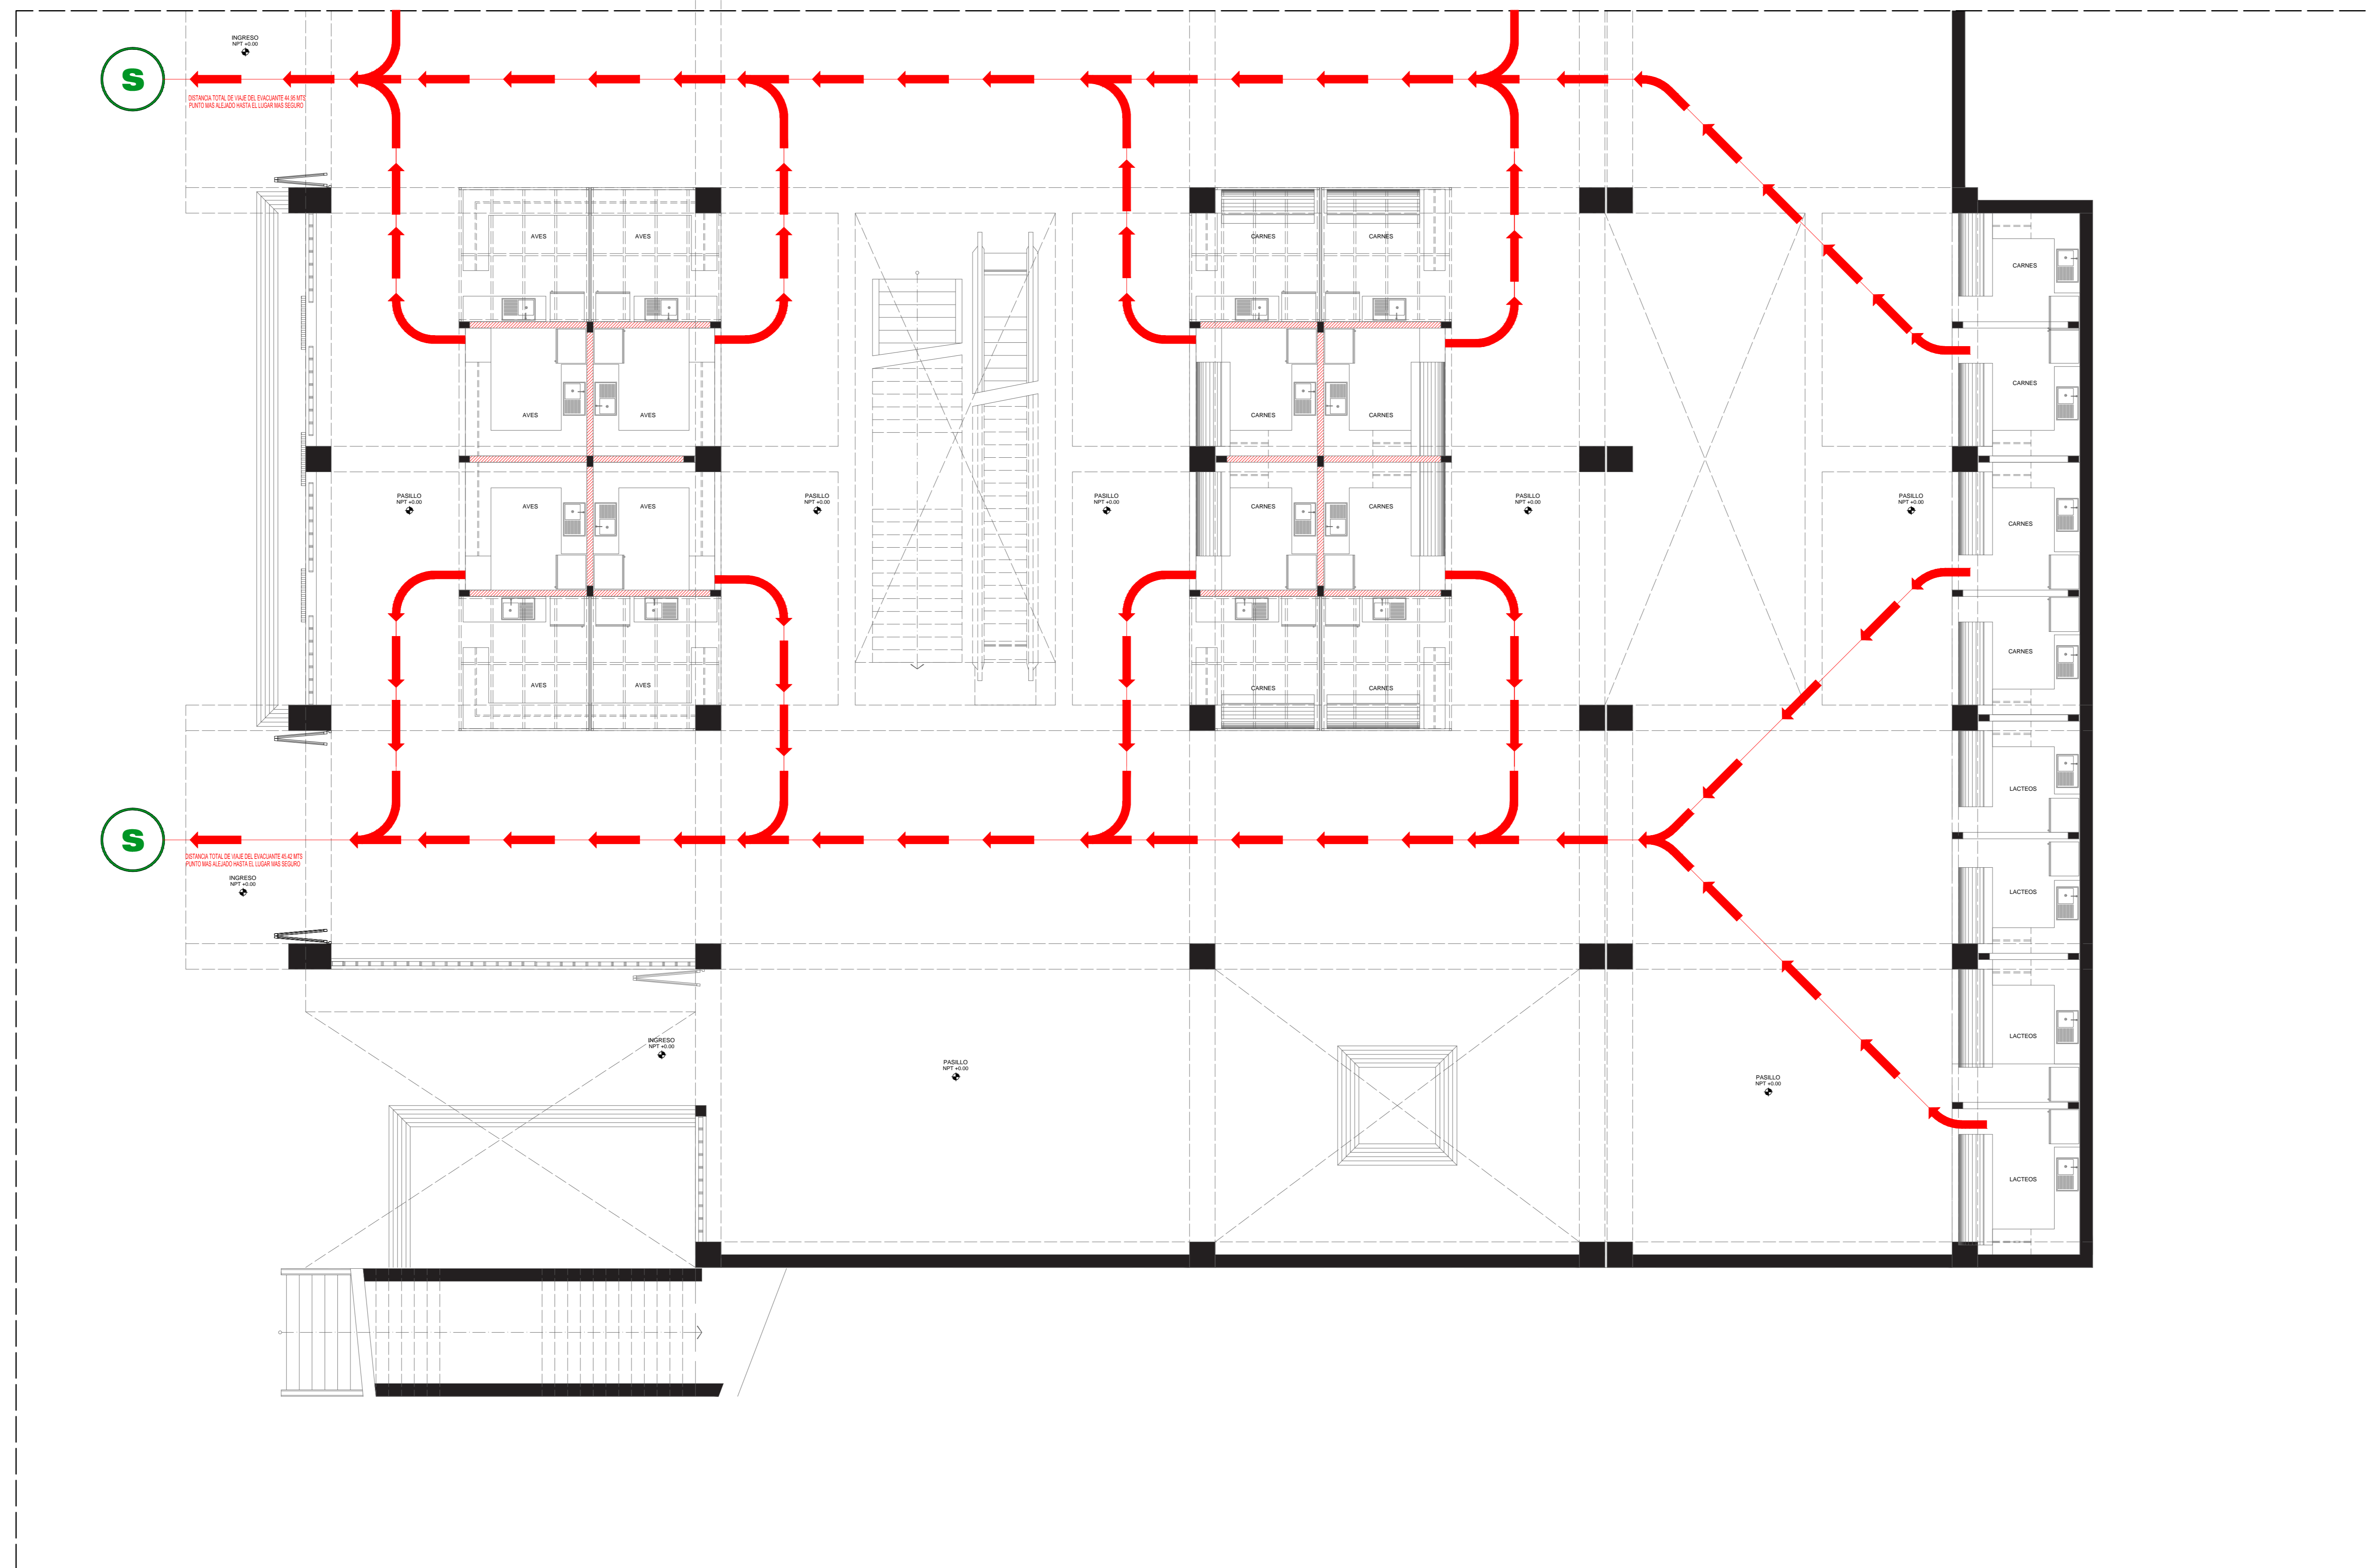 INGRESO
NPT +0.00
S
DISTANCIA TOTAL DE VIAJE DEL EVACUANTE 44.95 MTS
PUNTO MAS ALEJADO HASTA EL LUGAR MAS SEGURO
AVES
AVES
CARNES
CARNES
CARNES
CARNES
AVES
AVES
CARNES
CARNES
PASILLO
NPT +0.00
PASILLO
NPT +0.00
PASILLO
NPT +0.00
PASILLO
NPT +0.00
PASILLO
NPT +0.00
AVES
AVES
CARNES
CARNES
CARNES
CARNES
AVES
AVES
CARNES
CARNES
LACTEOS
S
DISTANCIA TOTAL DE VIAJE DEL EVACUANTE 45.42 MTS
PUNTO MAS ALEJADO HASTA EL LUGAR MAS SEGURO
INGRESO
NPT +0.00
LACTEOS
INGRESO
NPT +0.00
LACTEOS
PASILLO
NPT +0.00
PASILLO
NPT +0.00
LACTEOS